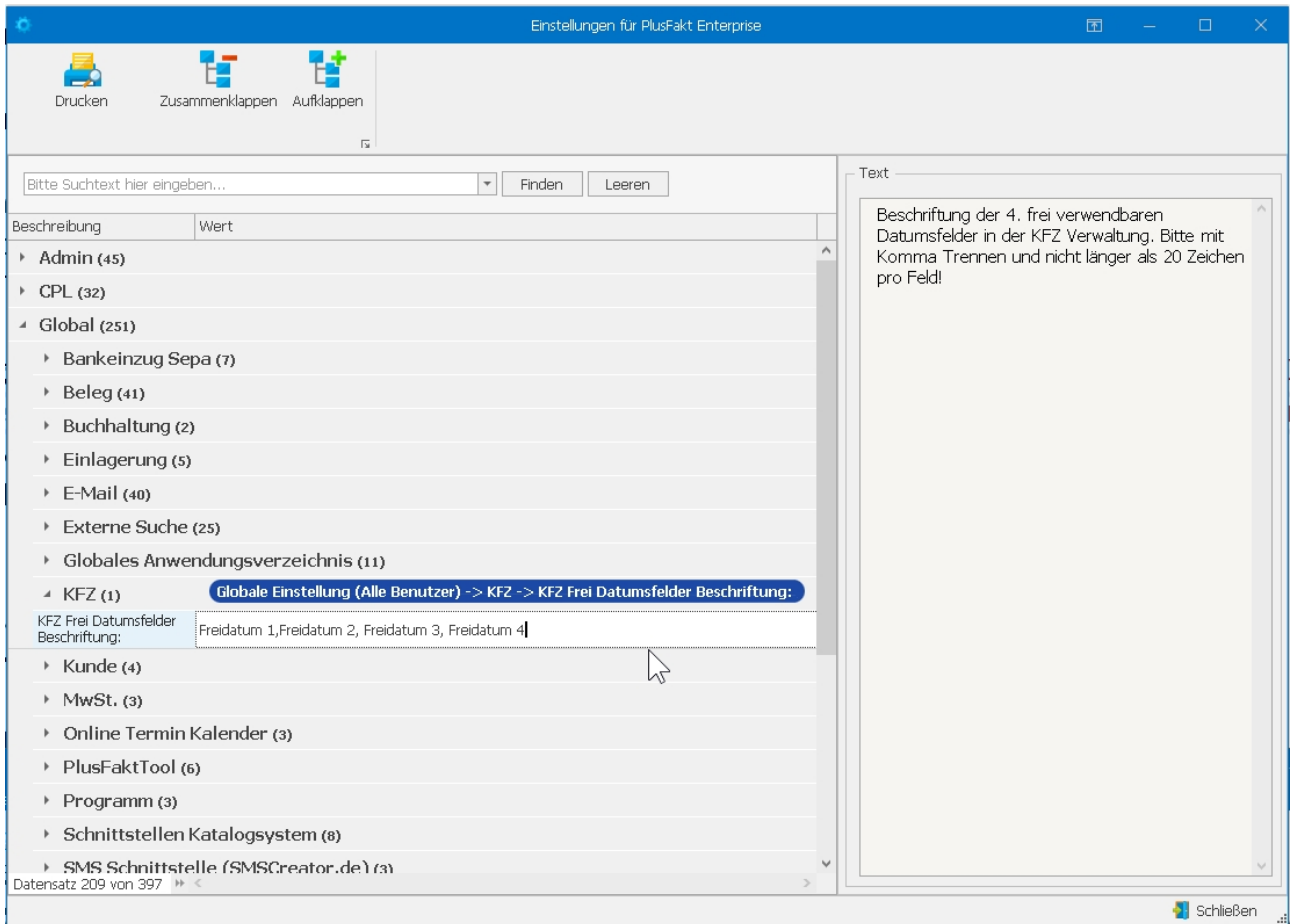 Einstellungen für PlusFakt Enterprise
Drucken
Zusammenklappen
Aufklappen
Bitte Suchtext hier eingeben...
Finden
Leeren
Beschreibung
Wert
Admin (45)
CPL (32)
Global (251)
Bankeinzug Sepa (7)
Beleg (41)
Buchhaltung (2)
Einlagerung (5)
E-Mail (40)
Externe Suche (25)
Globales Anwendungsverzeichnis (11)
KFZ (1)
Globale Einstellung (Alle Benutzer) -> KFZ -> KFZ Frei Datumsfelder Beschriftung:
KFZ Frei Datumsfelder
Beschriftung:
Freidatum 1,Freidatum 2, Freidatum 3, Freidatum 4
Kunde (4)
MwSt. (3)
Online Termin Kalender (3)
PlusFaktTool (6)
Programm (3)
Schnittstellen Katalogsystem (8)
SMS Schnittstelle (SMSCreator.de) (3)
Datensatz 209 von 397
Text
Beschriftung der 4. frei verwendbaren
Datumsfelder in der KFZ Verwaltung. Bitte mit
Komma Trennen und nicht länger als 20 Zeichen
pro Feld!
Schließen